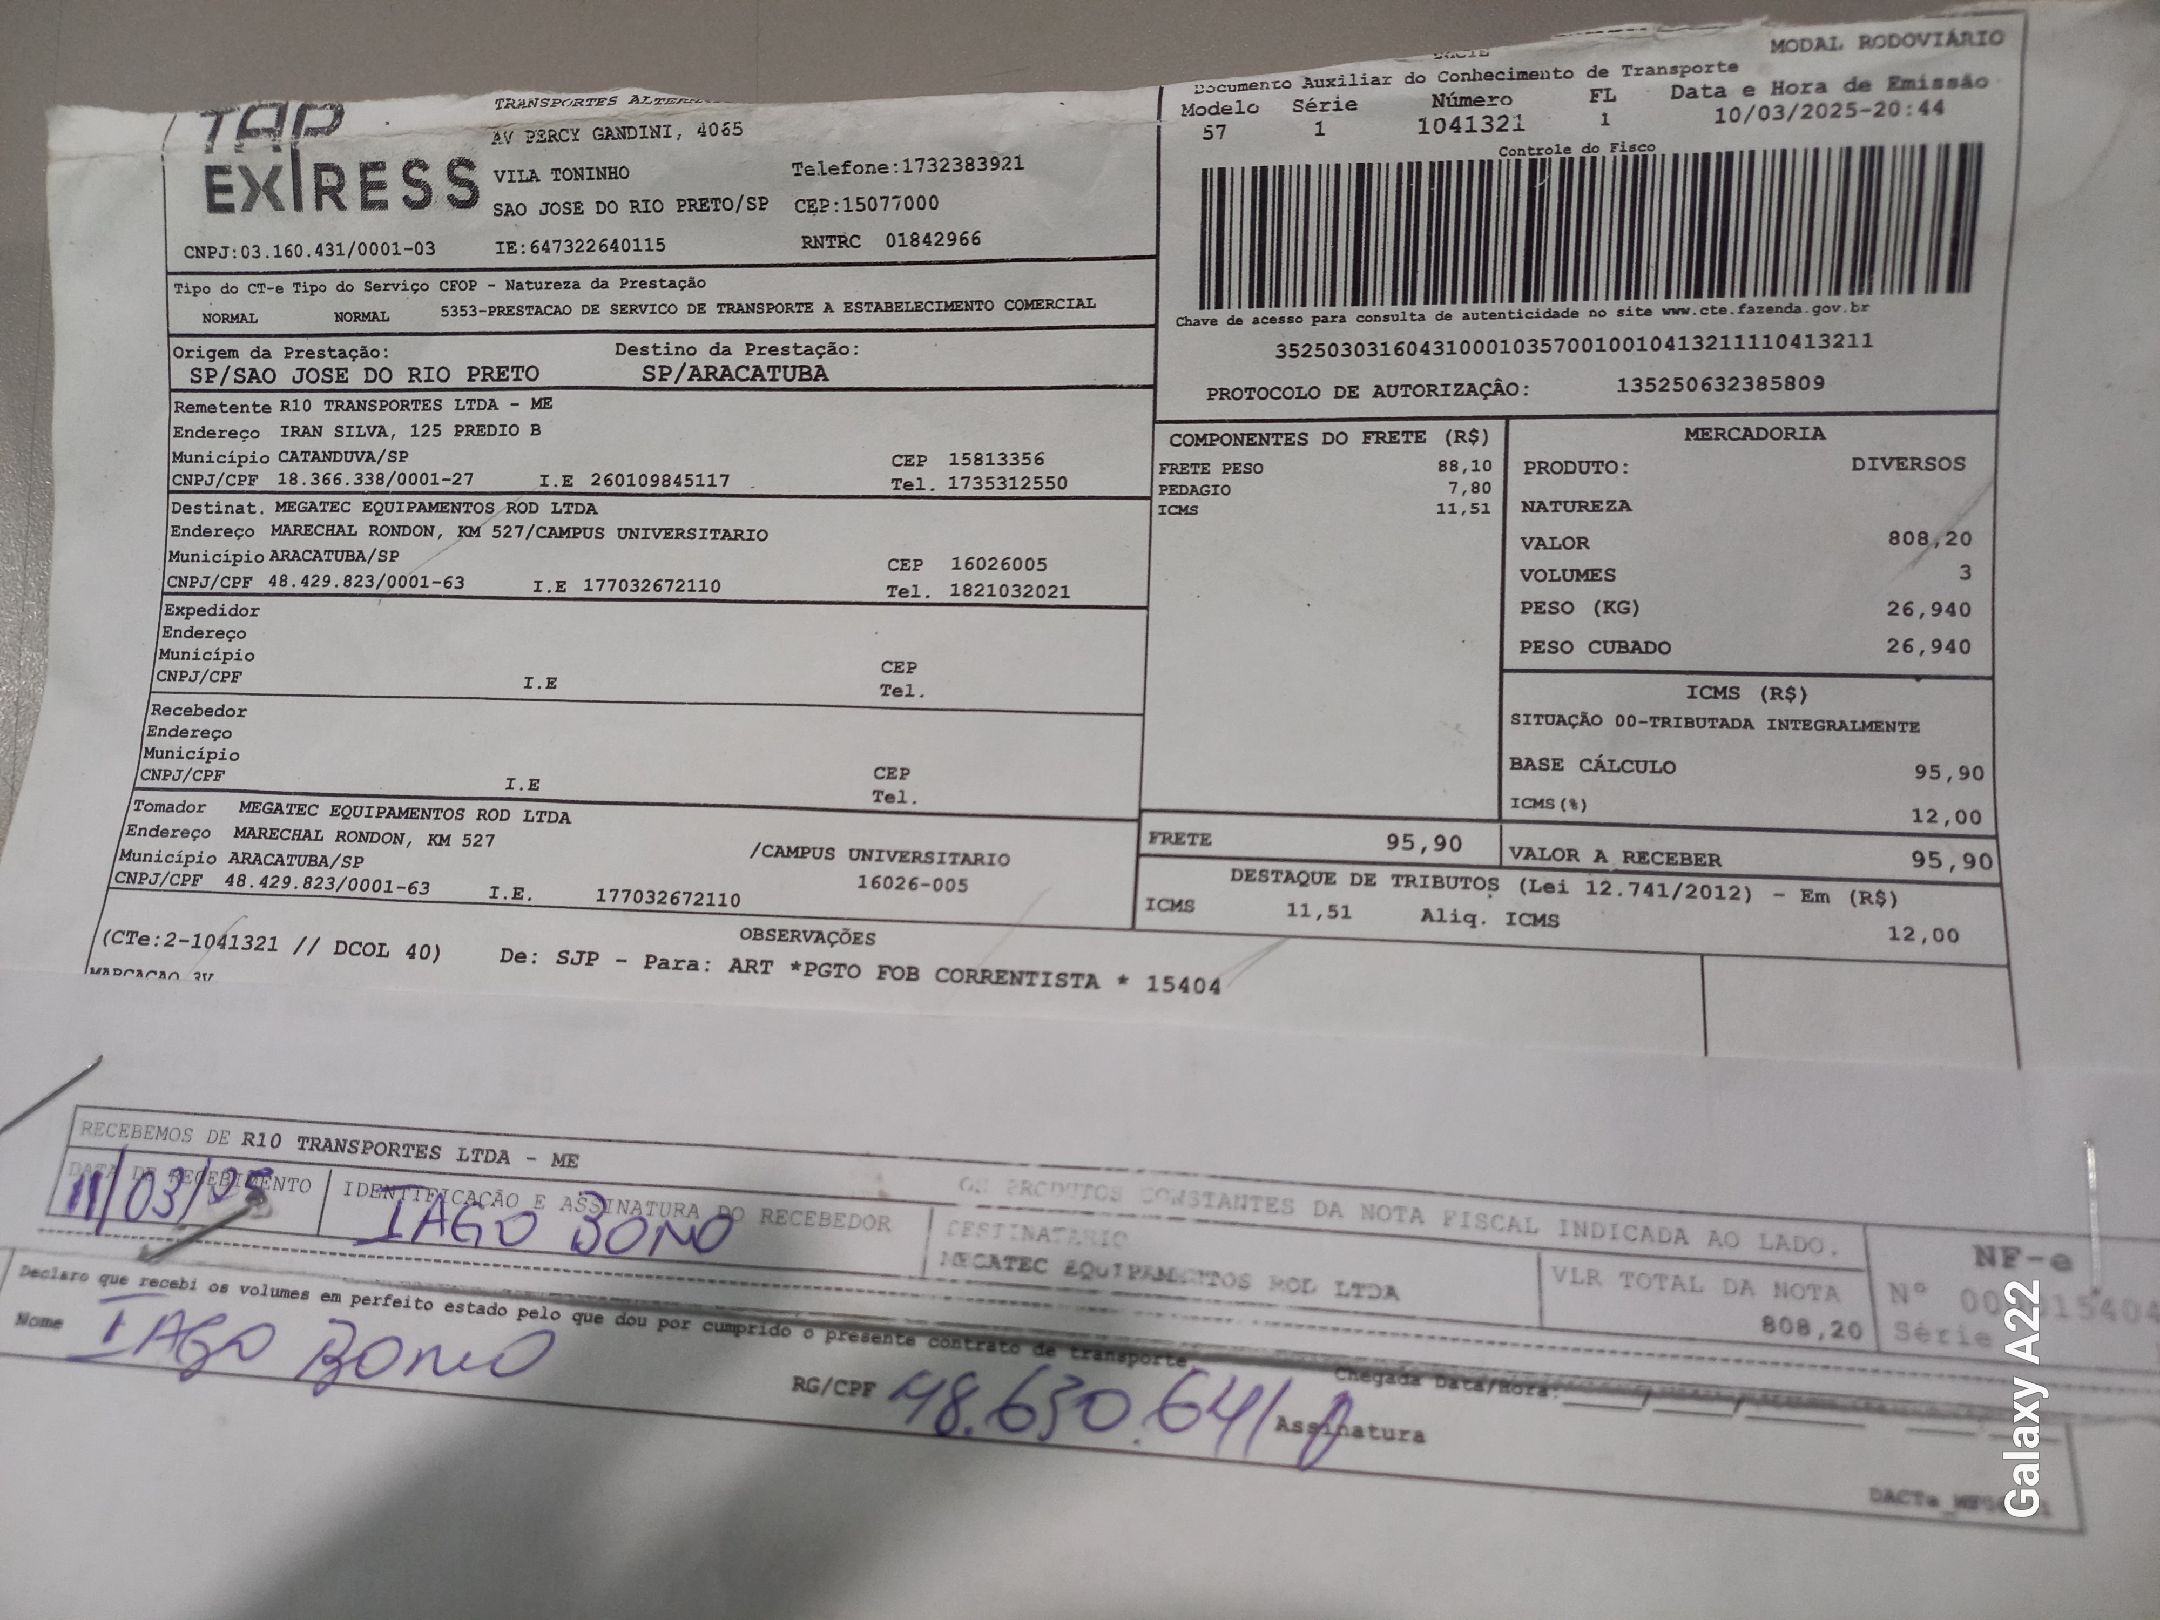 MODAL RODOVIÁRIO
Documento Auxiliar do Conhecimento de Transporte
Modelo Série Número FL Data e Hora de Emissão
57 1 1041321 1 10/03/2025-20:44
Controle do Fisco
Chave de acesso para consulta de autenticidade no site www.cte.fazenda.gov.br
35250303160431000103570010010413211110413211
PROTOCOLO DE AUTORIZAÇÂO: 135250632385809
TAP
EXPRESS
TRANSPORTES
AV PERCY GANDINI, 4065
VILA TONINHO Telefone:1732383921
SAO JOSE DO RIO PRETO/SP CEP:15077000
CNPJ:03.160.431/0001-03 IE:647322640115 RNTRC 01842966
Tipo do CT-e Tipo do Serviço CFOP - Natureza da Prestação
NORMAL NORMAL 5353-PRESTACAO DE SERVICO DE TRANSPORTE A ESTABELECIMENTO COMERCIAL
Origem da Prestação: Destino da Prestação:
SP/SAO JOSE DO RIO PRETO SP/ARACATUBA
Remetente R10 TRANSPORTES LTDA - ME
Endereço IRAN SILVA, 125 PREDIO B
Município CATANDUVA/SP CEP 15813356
CNPJ/CPF 18.366.338/0001-27 I.E 260109845117 Tel. 1735312550
Destinat. MEGATEC EQUIPAMENTOS ROD LTDA
Endereço MARECHAL RONDON, KM 527/CAMPUS UNIVERSITARIO
Município ARACATUBA/SP CEP 16026005
CNPJ/CPF 48.429.823/0001-63 I.E 177032672110 Tel. 1821032021
Expedidor
Endereço
Município CEP
CNPJ/CPF I.E Tel.
Recebedor
Endereço
Município CEP
CNPJ/CPF I.E Tel.
Tomador MEGATEC EQUIPAMENTOS ROD LTDA
Endereço MARECHAL RONDON, KM 527 /CAMPUS UNIVERSITARIO
Município ARACATUBA/SP 16026-005
CNPJ/CPF 48.429.823/0001-63 I.E. 177032672110
COMPONENTES DO FRETE (R$)
FRETE PESO 88,10
PEDAGIO 7,80
ICMS 11,51
MERCADORIA
PRODUTO: DIVERSOS
NATUREZA
VALOR 808,20
VOLUMES 3
PESO (KG) 26,940
PESO CUBADO 26,940
ICMS (R$)
SITUAÇÃO 00-TRIBUTADA INTEGRALMENTE
BASE CÁLCULO 95,90
ICMS(%) 12,00
FRETE 95,90 VALOR A RECEBER 95,90
DESTAQUE DE TRIBUTOS (Lei 12.741/2012) - Em (R$)
ICMS 11,51 Aliq. ICMS 12,00
OBSERVAÇÕES
(CTe:2-1041321 // DCOL 40) De: SJP - Para: ART *PGTO FOB CORRENTISTA * 15404
MARCACAO 3V
RECEBEMOS DE R10 TRANSPORTES LTDA - ME OS PRODUTOS CONSTANTES DA NOTA FISCAL INDICADA AO LADO.
DATA DE RECEBIMENTO IDENTIFICAÇÃO E ASSINATURA DO RECEBEDOR DESTINATARIO
11/03/25 IAGO BONO MEGATEC EQUIPAMENTOS ROD LTDA
VLR TOTAL DA NOTA
808,20
NF-e
Nº
Série
Declaro que recebi os volumes em perfeito estado pelo que dou por cumprido o presente contrato de transporte
Chegada Data/Hora:
Nome IAGO BONO RG/CPF 48.630.641 Assinatura
Galaxy A22